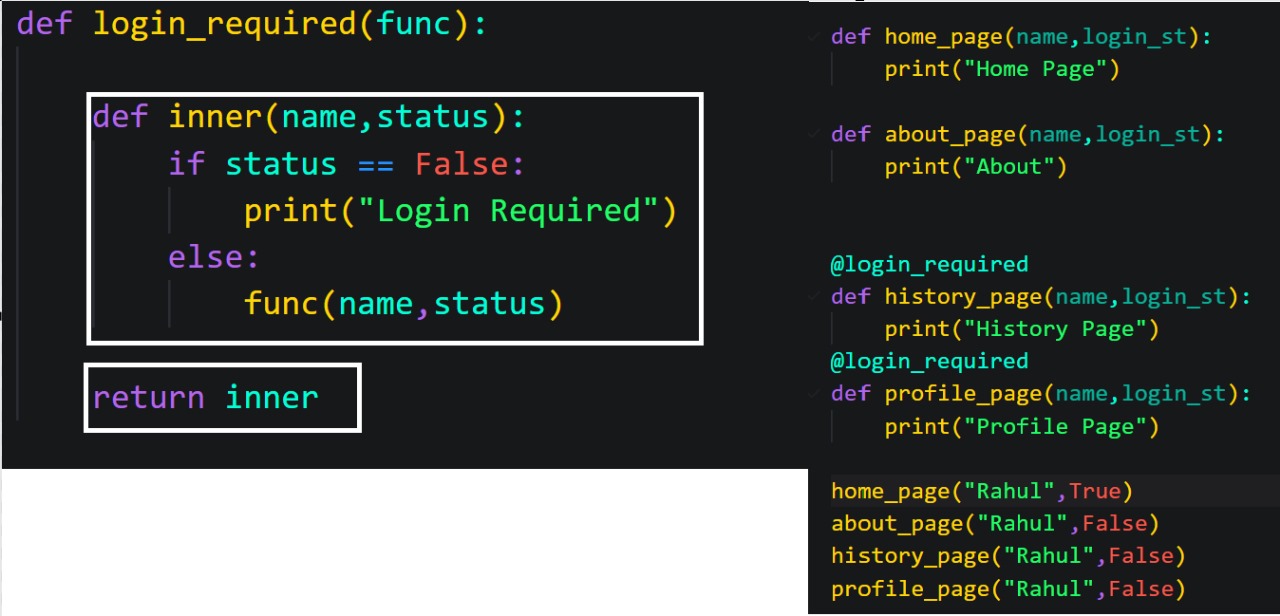 def login_required(func):
def inner(name,status):
if status == False:
print("Login Required")
else:
func(name,status)
return inner
def home_page(name,login_st):
print("Home Page")
def about_page(name,login_st):
print("About")
@login_required
def history_page(name,login_st):
print("History Page")
@login_required
def profile_page(name,login_st):
print("Profile Page")
home_page("Rahul",True)
about_page("Rahul",False)
history_page("Rahul",False)
profile_page("Rahul",False)